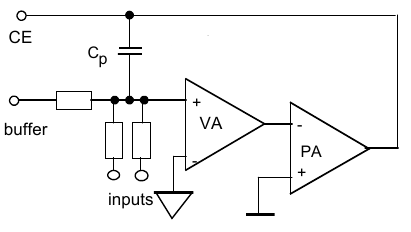 CE
Cp
buffer
+
VA
-
-
PA
+
inputs